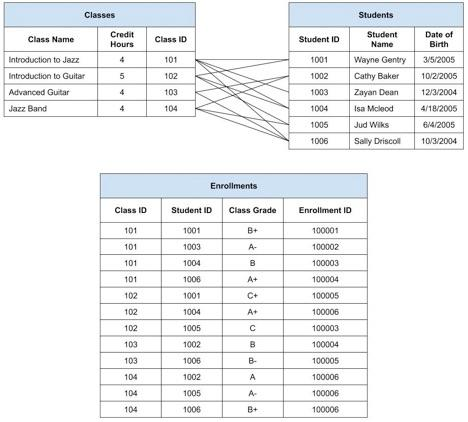 Classes
Class Name Credit Hours Class ID
Introduction to Jazz 4 101
Introduction to Guitar 5 102
Advanced Guitar 4 103
Jazz Band 4 104
Students
Student ID Student Name Date of Birth
1001 Wayne Gentry 3/5/2005
1002 Cathy Baker 10/2/2005
1003 Zayan Dean 12/3/2004
1004 Isa Mcleod 4/18/2005
1005 Jud Wilks 6/4/2005
1006 Sally Driscoll 10/3/2004
Enrollments
Class ID Student ID Class Grade Enrollment ID
101 1001 B+ 100001
101 1003 A- 100002
101 1004 B 100003
101 1006 A+ 100004
102 1001 C+ 100005
102 1004 A+ 100006
102 1005 C 100003
103 1002 B 100004
103 1006 B- 100005
104 1002 A 100006
104 1005 A- 100006
104 1006 B+ 100006